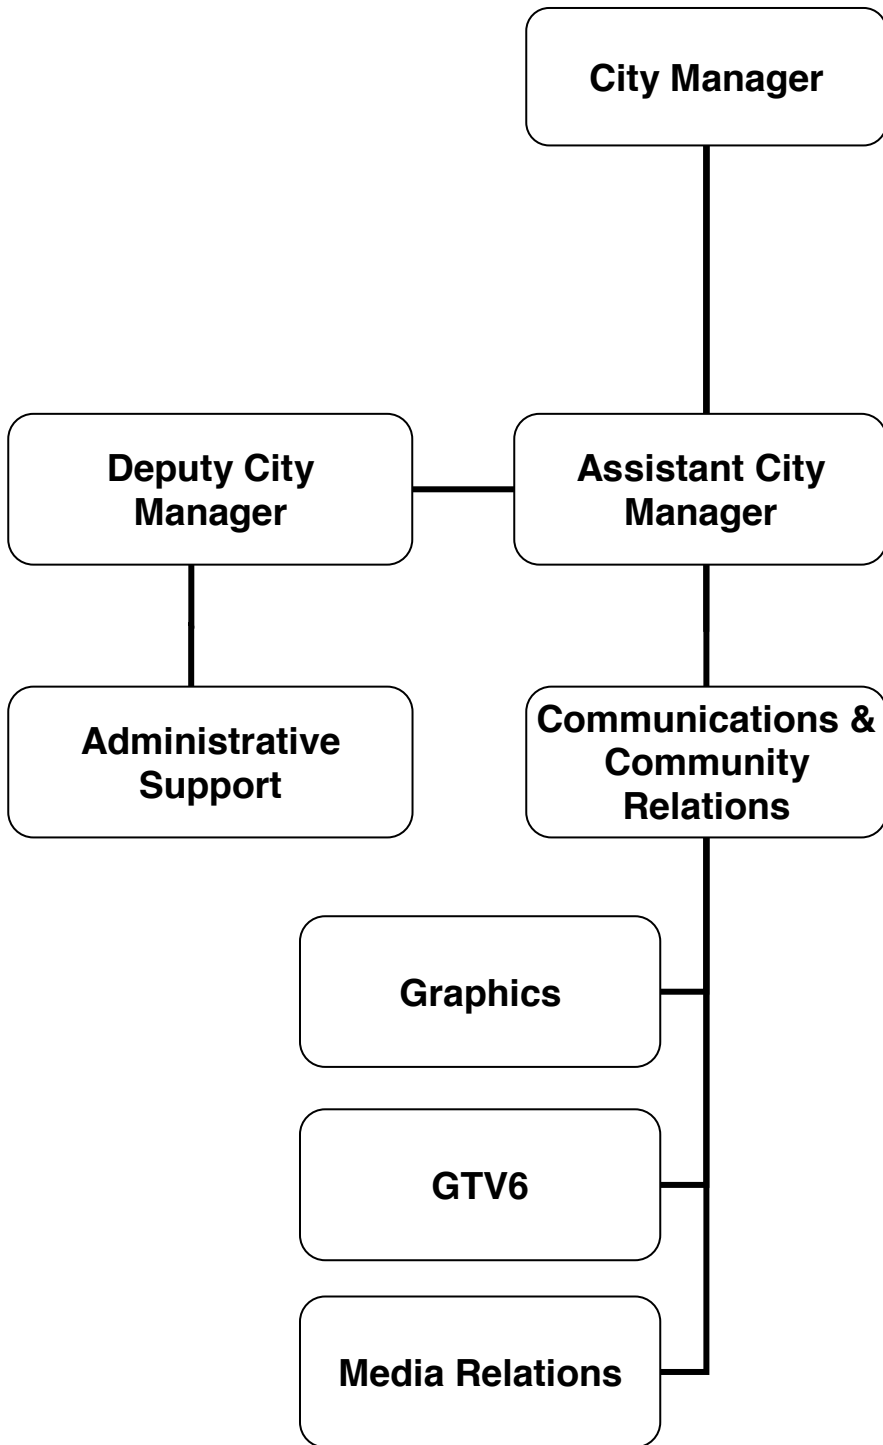 City Manager
Deputy City
Manager
Assistant City
Manager
Administrative
Support
Communications &
Community
Relations
Graphics
GTV6
Media Relations